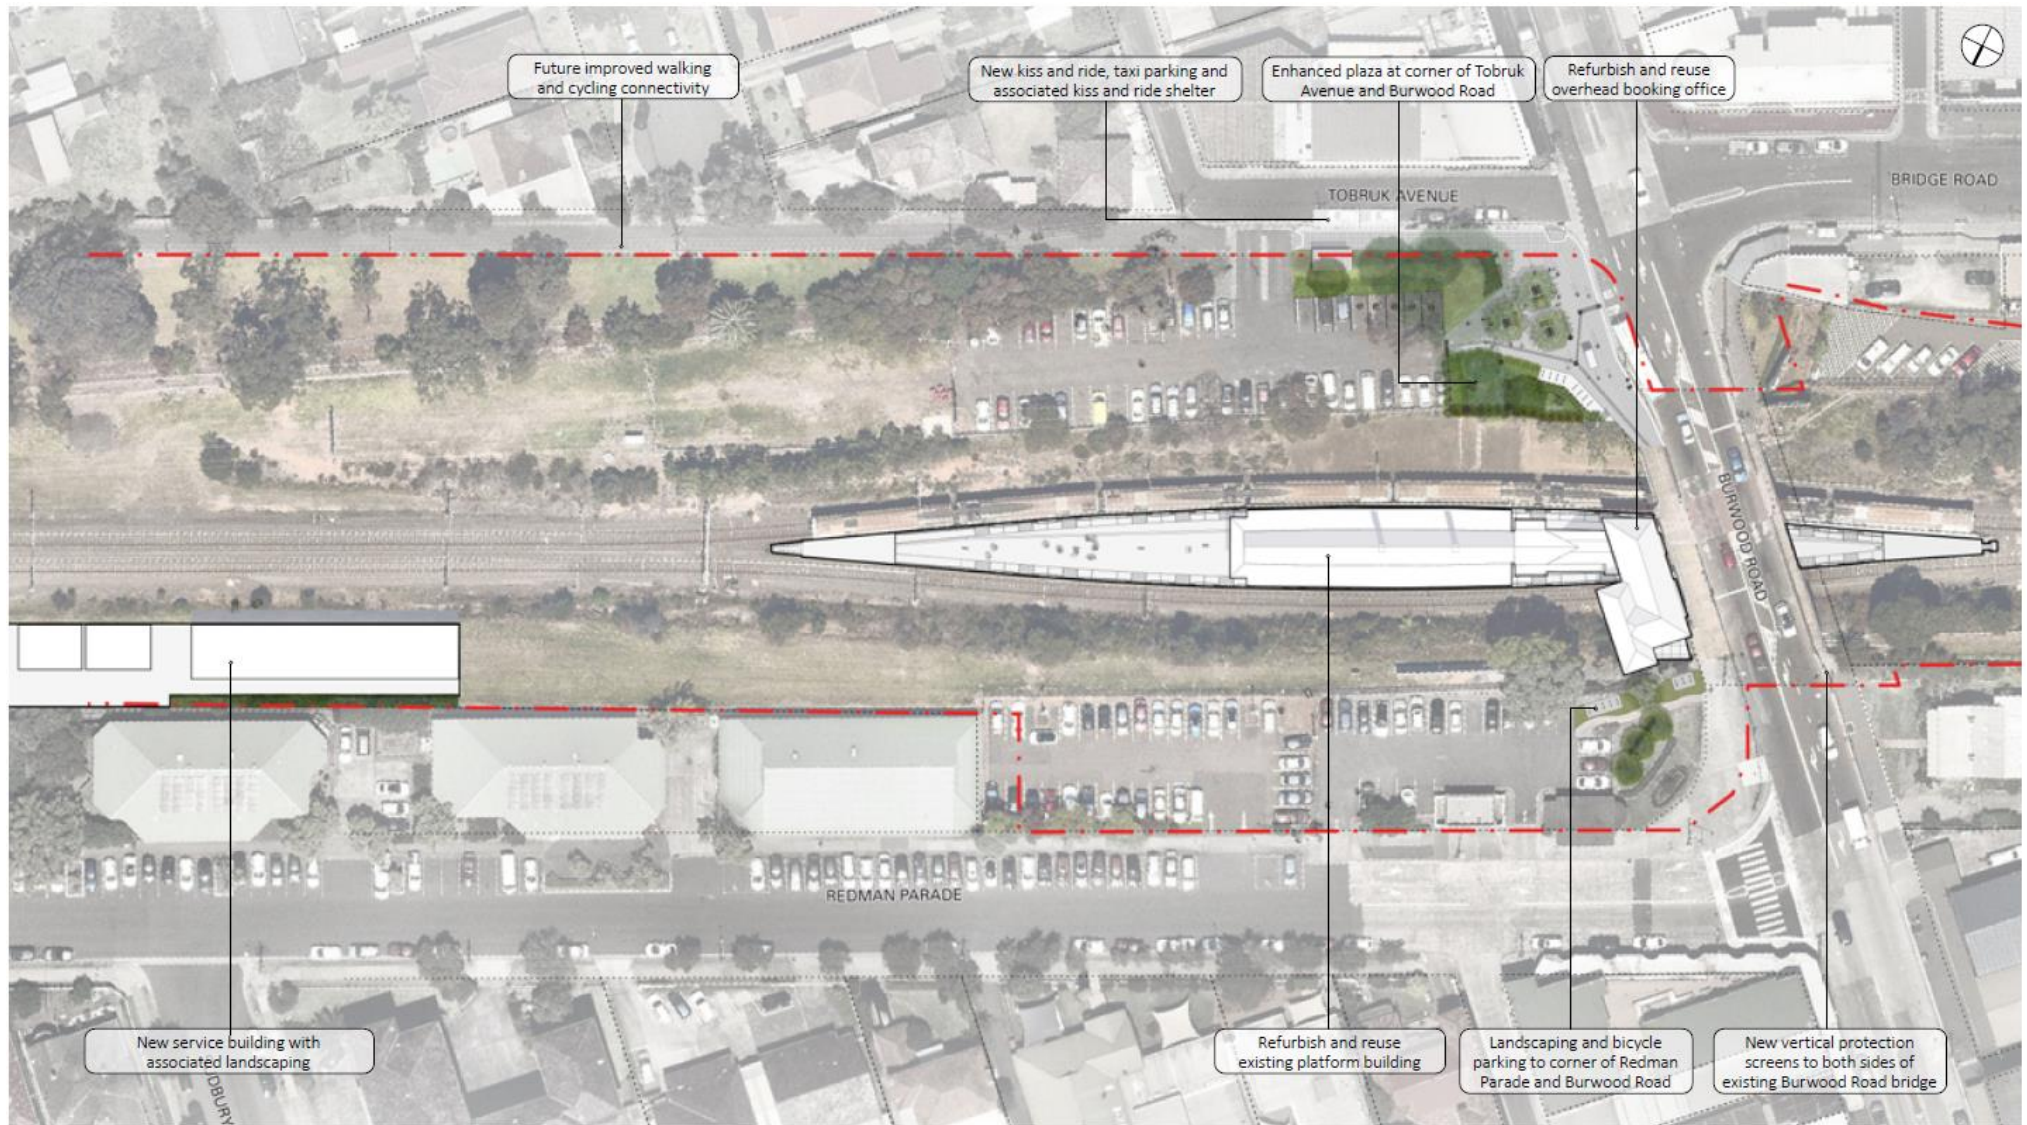 Future improved walking
and cycling connectivity
New kiss and ride, taxi parking and
associated kiss and ride shelter
Enhanced plaza at corner of Tobruk
Avenue and Burwood Road
Refurbish and reuse
overhead booking office
TOBRUK AVENUE
BRIDGE ROAD
BURWOOD ROAD
REDMAN PARADE
New service building with
associated landscaping
UDBURY
Refurbish and reuse
existing platform building
Landscaping and bicycle
parking to corner of Redman
Parade and Burwood Road
New vertical protection
screens to both sides of
existing Burwood Road bridge